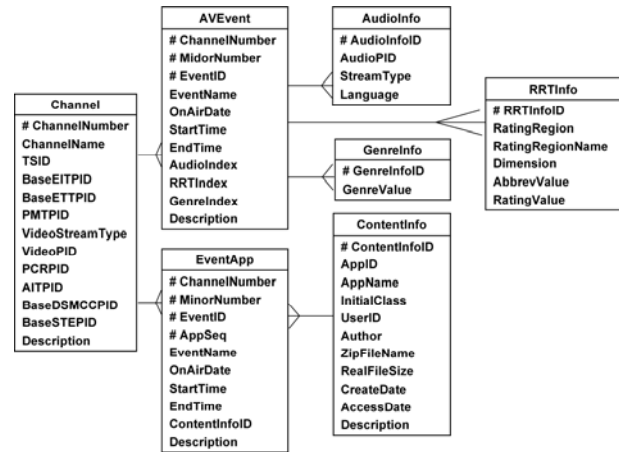 Channel
# ChannelNumber
ChannelName
TSID
BaseEITPID
BaseETTPID
PMTPID
VideoStreamType
VideoPID
PCRPID
AITPID
BaseDSMCCPID
BaseSTEPID
Description
AVEvent
# ChannelNumber
# MidorNumber
# EventID
EventName
OnAirDate
StartTime
EndTime
AudioIndex
RRTIndex
GenreIndex
Description
EventApp
# ChannelNumber
# MinorNumber
# EventID
# AppSeq
EventName
OnAirDate
StartTime
EndTime
ContentInfoID
Description
AudioInfo
# AudioInfoID
AudioPID
StreamType
Language
GenreInfo
# GenreInfoID
GenreValue
ContentInfo
# ContentInfoID
AppID
AppName
InitialClass
UserID
Author
ZipFileName
RealFileSize
CreateDate
AccessDate
Description
RRTInfo
# RRTInfoID
RatingRegion
RatingRegionName
Dimension
AbbrevValue
RatingValue